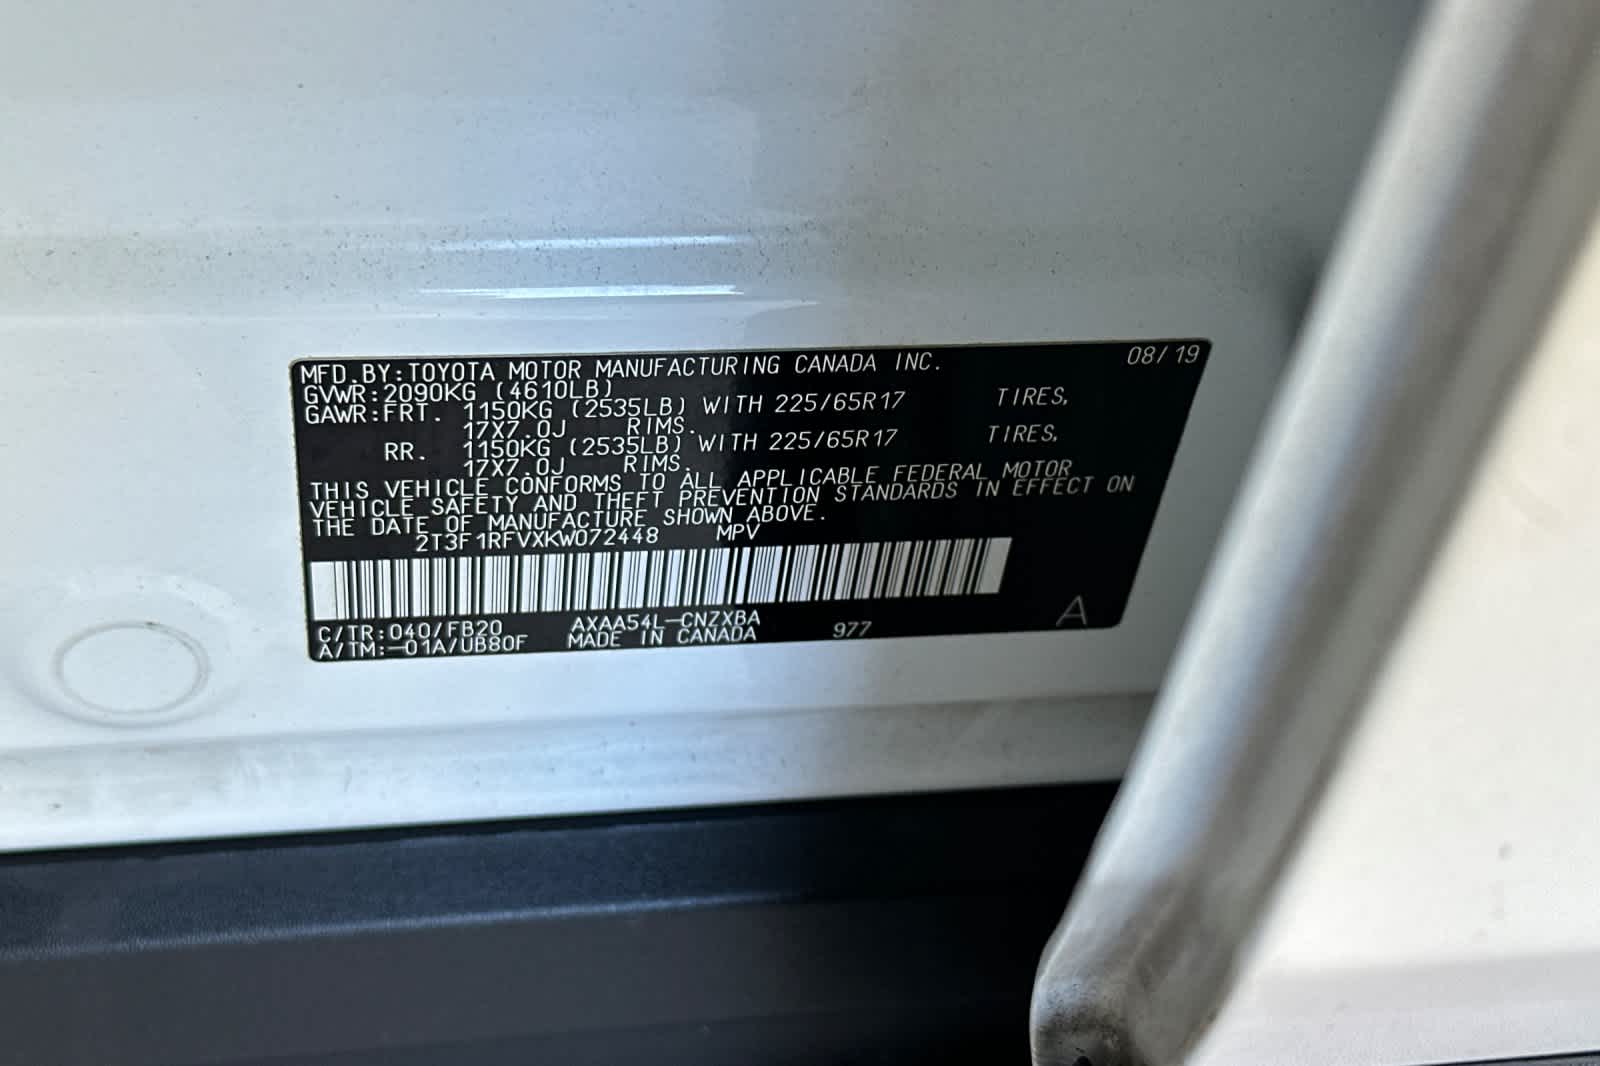 MFD.BY:TOYOTA MOTOR MANUFACTURING CANADA INC. 08/19
GVWR:2090KG (4610LB)
GAWR:FRT. 1150KG (2535LB) WITH 225/65R17 TIRES,
17X7.0J RIMS.
RR. 1150KG (2535LB) WITH 225/65R17 TIRES,
17X7.0J RIMS.
THIS VEHICLE CONFORMS TO ALL APPLICABLE FEDERAL MOTOR
VEHICLE SAFETY AND THEFT PREVENTION STANDARDS IN EFFECT ON
THE DATE OF MANUFACTURE SHOWN ABOVE.
2T3F1RFVXKW072448 MPV
C/TR:040/FB20 AXAA54L-CNZXBA
A/TM:-01A/UB80F MADE IN CANADA 977 A